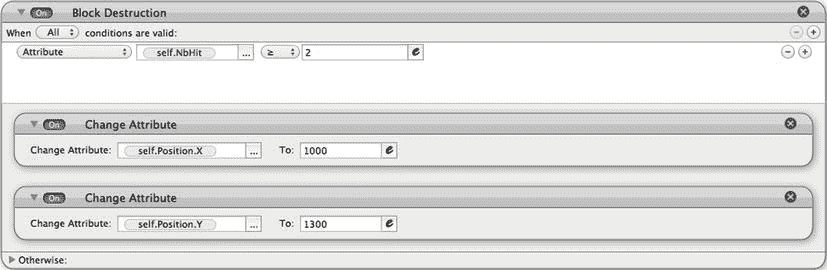 On Block Destruction
When All conditions are valid:
Attribute self.NbHit ... ≥ 2 e
On Change Attribute
Change Attribute: self.Position.X ... To: 1000 e
On Change Attribute
Change Attribute: self.Position.Y ... To: 1300 e
Otherwise: